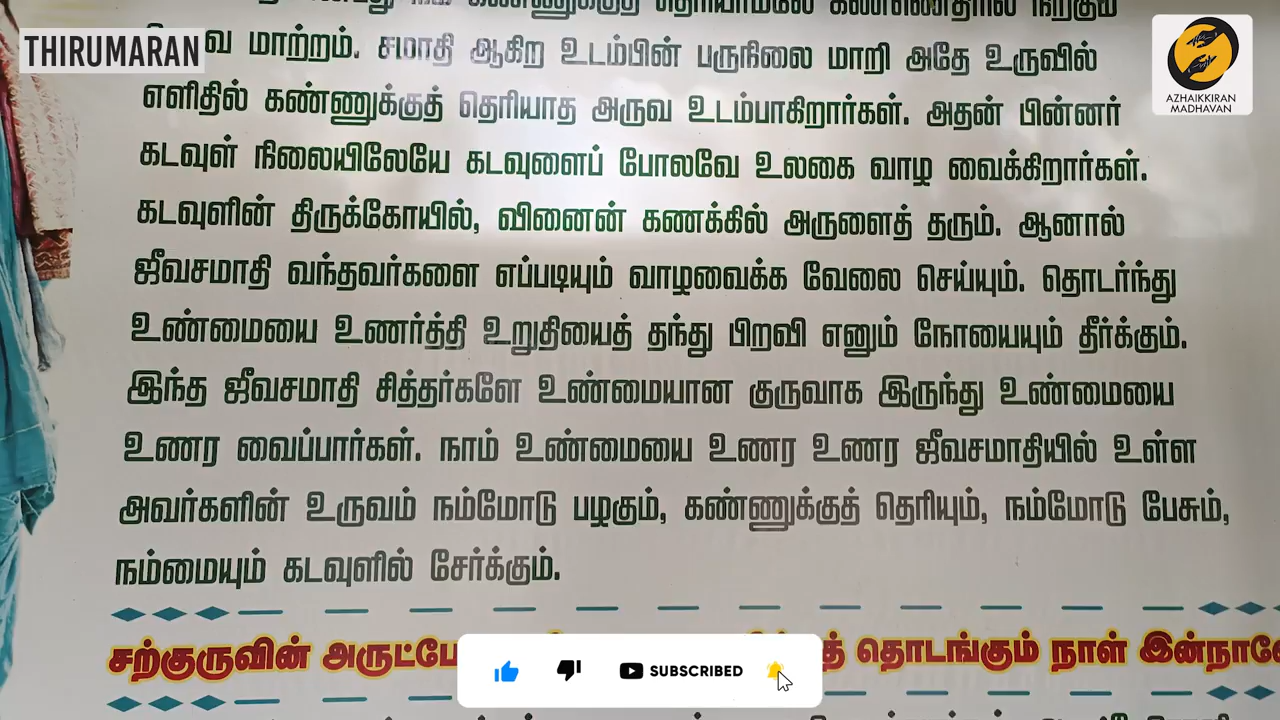 கண்ணுக்குத் தெரியாமலே கண்ணெதிரில் நிற்கும்
THIRUMARAN
மாற்றம். சமாதி ஆகிற உடம்பின் பருநிலை மாறி அதே உருவில்
எளிதில் கண்ணுக்குத் தெரியாத அருவ உடம்பாகிறார்கள். அதன் பின்னர்
கடவுள் நிலையிலேயே கடவுளைப் போலவே உலகை வாழ வைக்கிறார்கள்.
கடவுளின் திருக்கோயில், வினைன் கணக்கில் அருளைத் தரும். ஆனால்
ஜீவசமாதி வந்தவர்களை எப்படியும் வாழவைக்க வேலை செய்யும். தொடர்ந்து
உண்மையை உணர்த்தி உறுதியைத் தந்து பிறவி எனும் நோயையும் தீர்க்கும்.
இந்த ஜீவசமாதி சித்தர்களே உண்மையான குருவாக இருந்து உண்மையை
உணர வைப்பார்கள். நாம் உண்மையை உணர உணர ஜீவசமாதியில் உள்ள
அவர்களின் உருவம் நம்மோடு பழகும், கண்ணுக்குத் தெரியும், நம்மோடு பேசும்,
நம்மையும் கடவுளில் சேர்க்கும்.
சற்குருவின் தொடங்கும் நாள்
SUBSCRIBED
AZHAIKKIRAN
MADHAVAN